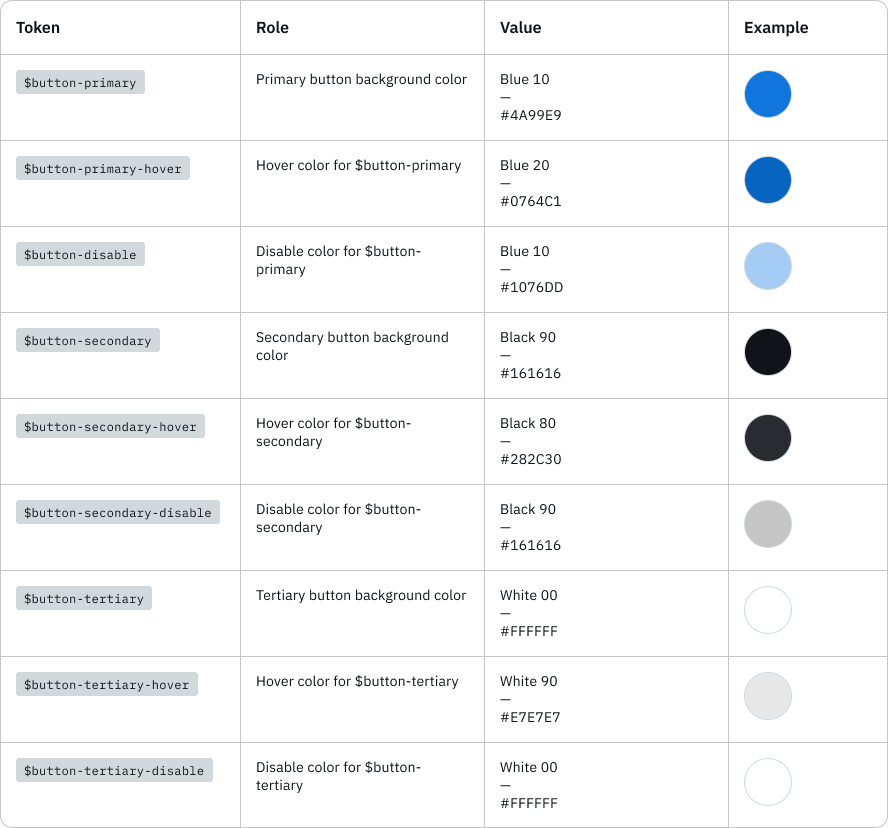 Token Role Value Example
$button-primary Primary button background color Blue 10
—
#4A99E9
$button-primary-hover Hover color for $button-primary Blue 20
—
#0764C1
$button-disable Disable color for $button- Blue 10
primary —
#1076DD
$button-secondary Secondary button background Black 90
color —
#161616
$button-secondary-hover Hover color for $button- Black 80
secondary —
#282C30
$button-secondary-disable Disable color for $button- Black 90
secondary —
#161616
$button-tertiary Tertiary button background color White 00
—
#FFFFFF
$button-tertiary-hover Hover color for $button-tertiary White 90
—
#E7E7E7
$button-tertiary-disable Disable color for $button- White 00
tertiary —
#FFFFFF